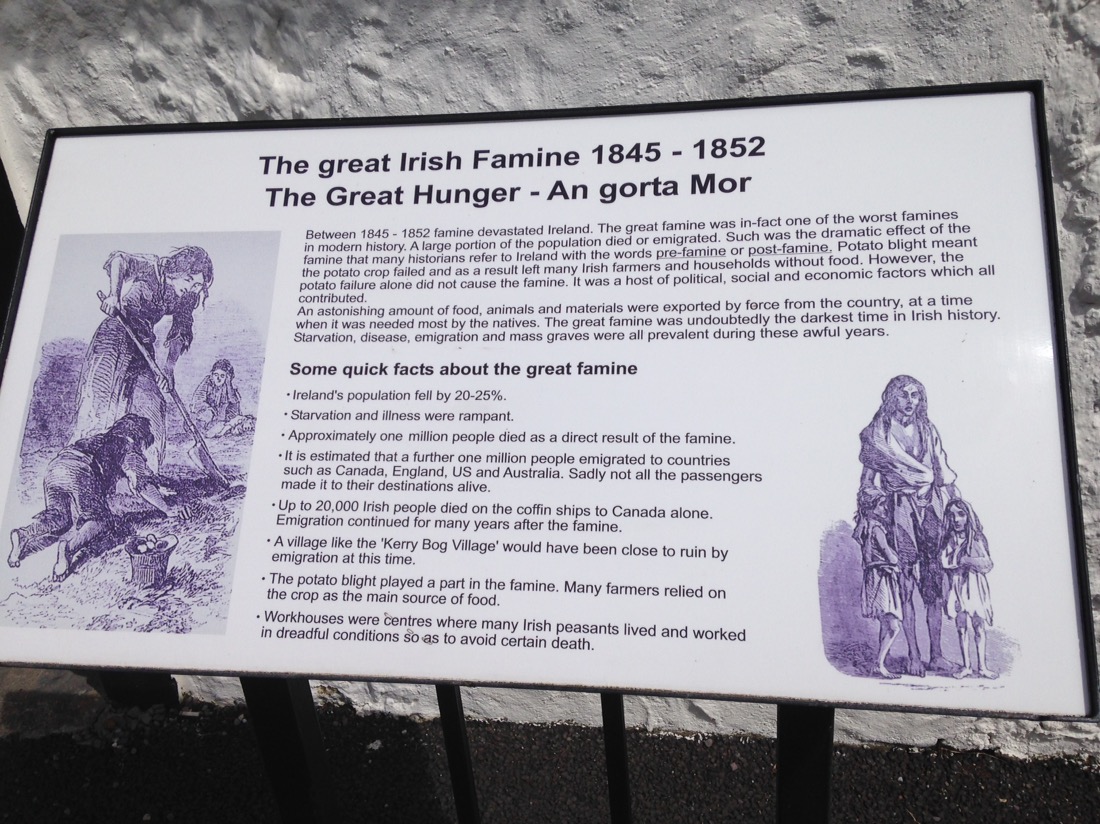 The great Irish Famine 1845 - 1852
The Great Hunger - An gorta Mor
Between 1845 - 1852 famine devastated Ireland. The great famine was in-fact one of the worst famines
in modern history. A large portion of the population died or emigrated. Such was the dramatic effect of the
famine that many historians refer to Ireland with the words pre-famine or post-famine. Potato blight meant
the potato crop failed and as a result left many Irish farmers and households without food. However, the
potato failure alone did not cause the famine. It was a host of political, social and economic factors which all
contributed.
An astonishing amount of food, animals and materials were exported by force from the country, at a time
when it was needed most by the natives. The great famine was undoubtedly the darkest time in Irish history.
Starvation, disease, emigration and mass graves were all prevalent during these awful years.
Some quick facts about the great famine
• Ireland's population fell by 20-25%.
• Starvation and illness were rampant.
• Approximately one million people died as a direct result of the famine.
• It is estimated that a further one million people emigrated to countries
such as Canada, England, US and Australia. Sadly not all the passengers
made it to their destinations alive.
• Up to 20,000 Irish people died on the coffin ships to Canada alone.
Emigration continued for many years after the famine.
• A village like the 'Kerry Bog Village' would have been close to ruin by
emigration at this time.
• The potato blight played a part in the famine. Many farmers relied on
the crop as the main source of food.
• Workhouses were centres where many Irish peasants lived and worked
in dreadful conditions so as to avoid certain death.